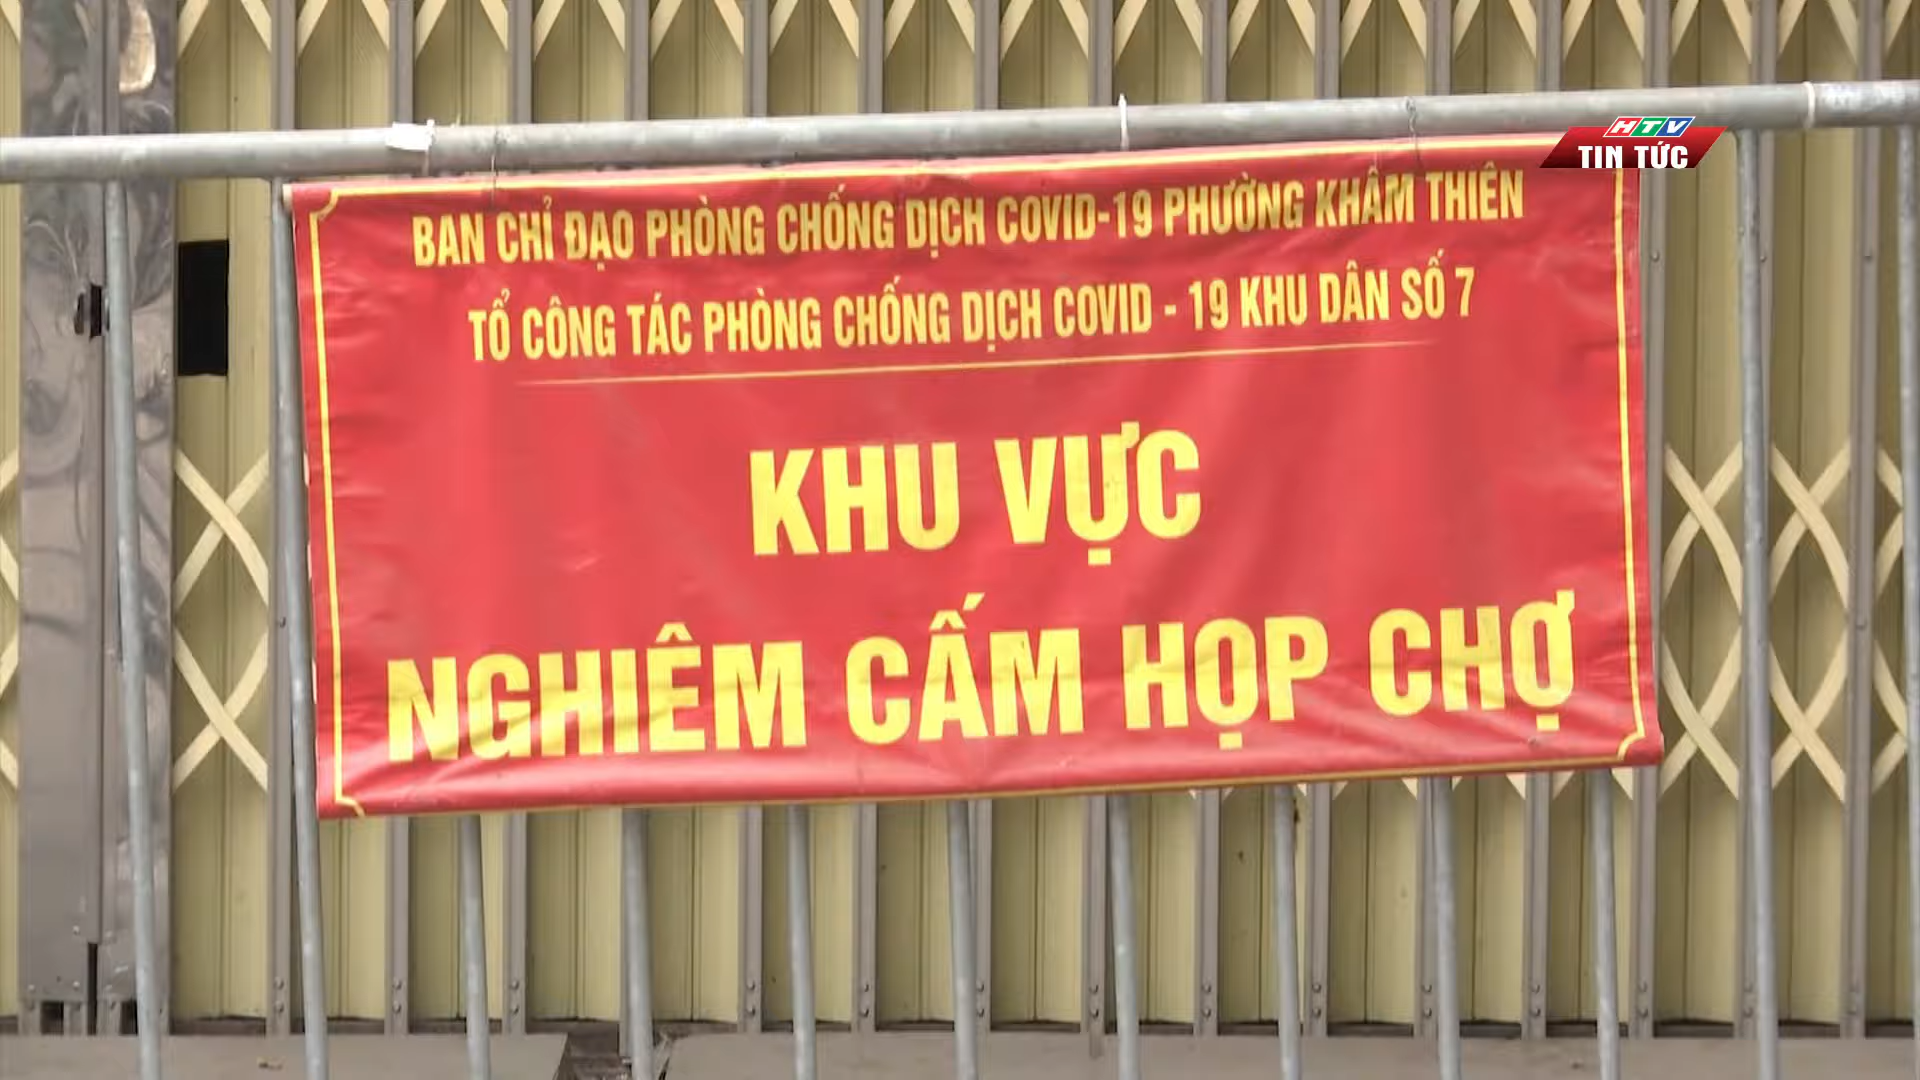 HTV
TIN TỨC
BAN CHỈ ĐẠO PHÒNG CHỐNG DỊCH COVID-19 PHƯỜNG KHÂM THIÊN
TỔ CÔNG TÁC PHÒNG CHỐNG DỊCH COVID - 19 KHU DÂN SỐ 7
KHU VỰC
NGHIÊM CẤM HỌP CHỢ